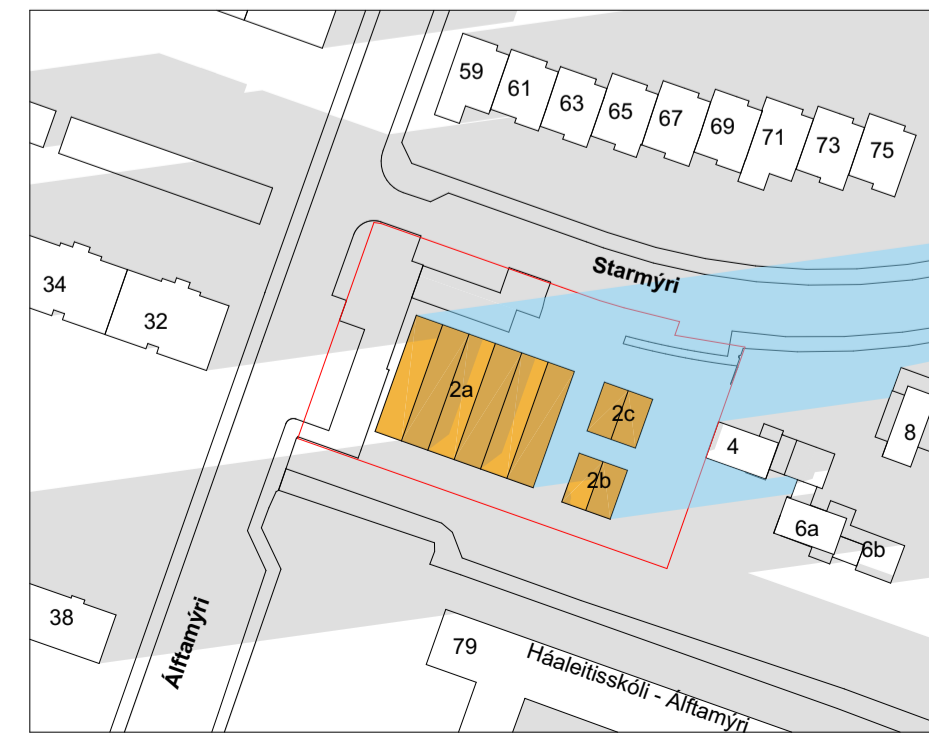 59
61
63
65
67
69
71
73
75
Starmýri
34
32
2a
2c
2b
4
8
6a
6b
38
Álftamýri
79
Háaleitisskóli - Álftamýri